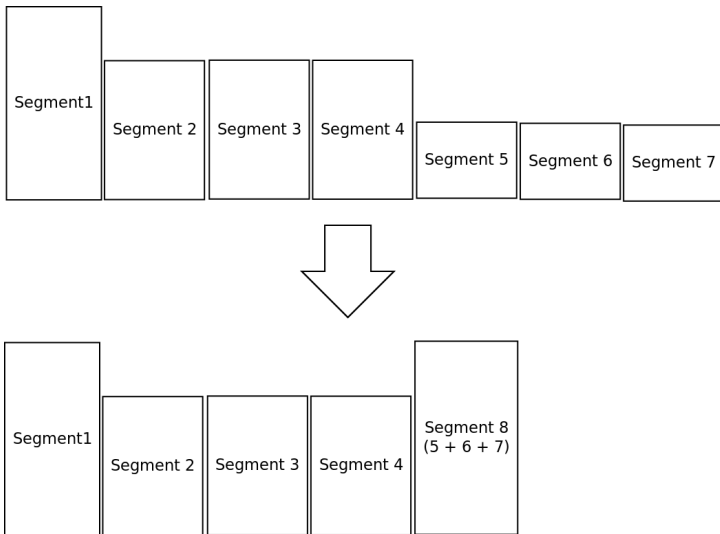 Segment1
Segment 2
Segment 3
Segment 4
Segment 5
Segment 6
Segment 7
Segment1
Segment 2
Segment 3
Segment 4
Segment 8
(5 + 6 + 7)